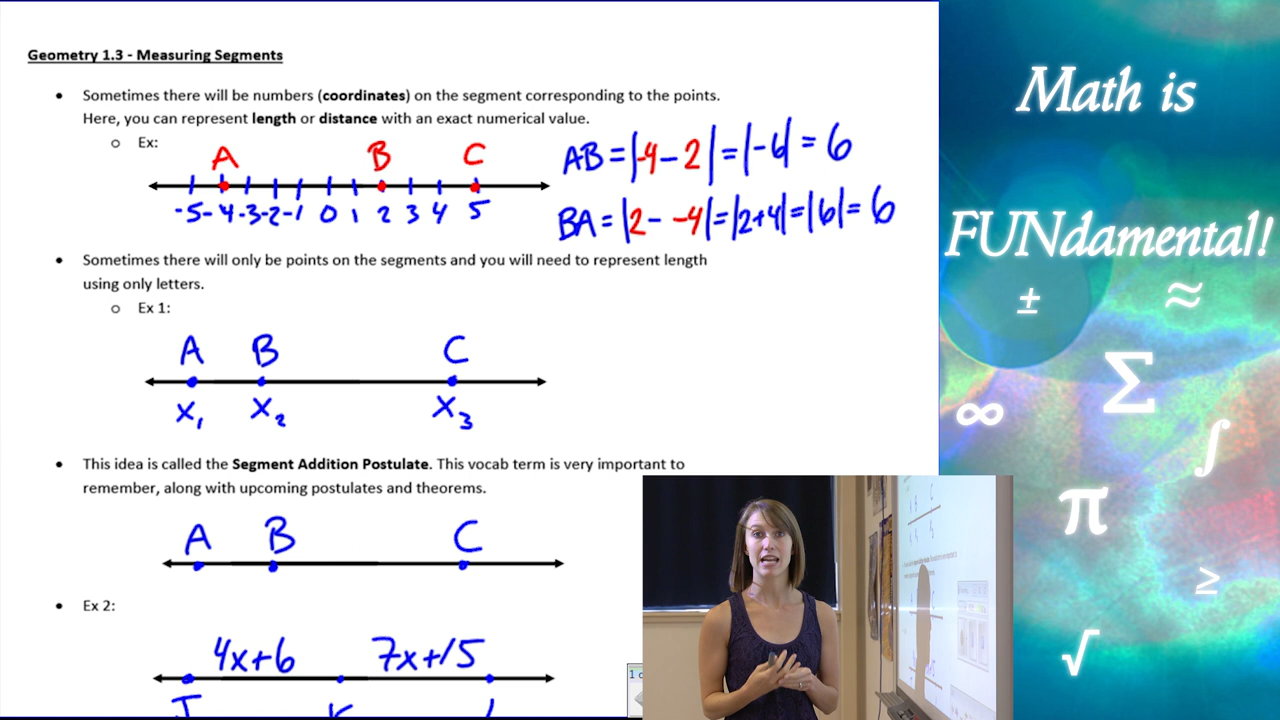 Geometry 1.3 - Measuring Segments
• Sometimes there will be numbers (coordinates) on the segment corresponding to the points.
Here, you can represent length or distance with an exact numerical value.
o Ex:
A B C
-5 -4 -3 -2 -1 0 1 2 3 4 5
AB = |-4 - 2| = |-6| = 6
BA = |2 - -4| = |2+4| = |6| = 6
• Sometimes there will only be points on the segments and you will need to represent length
using only letters.
o Ex 1:
A B C
x₁ x₂ x₃
• This idea is called the Segment Addition Postulate. This vocab term is very important to
remember, along with upcoming postulates and theorems.
A B C
• Ex 2:
4x+6 7x+15
Math is
FUNdamental!
± ≈
Σ
∞
∫
π
≥
√